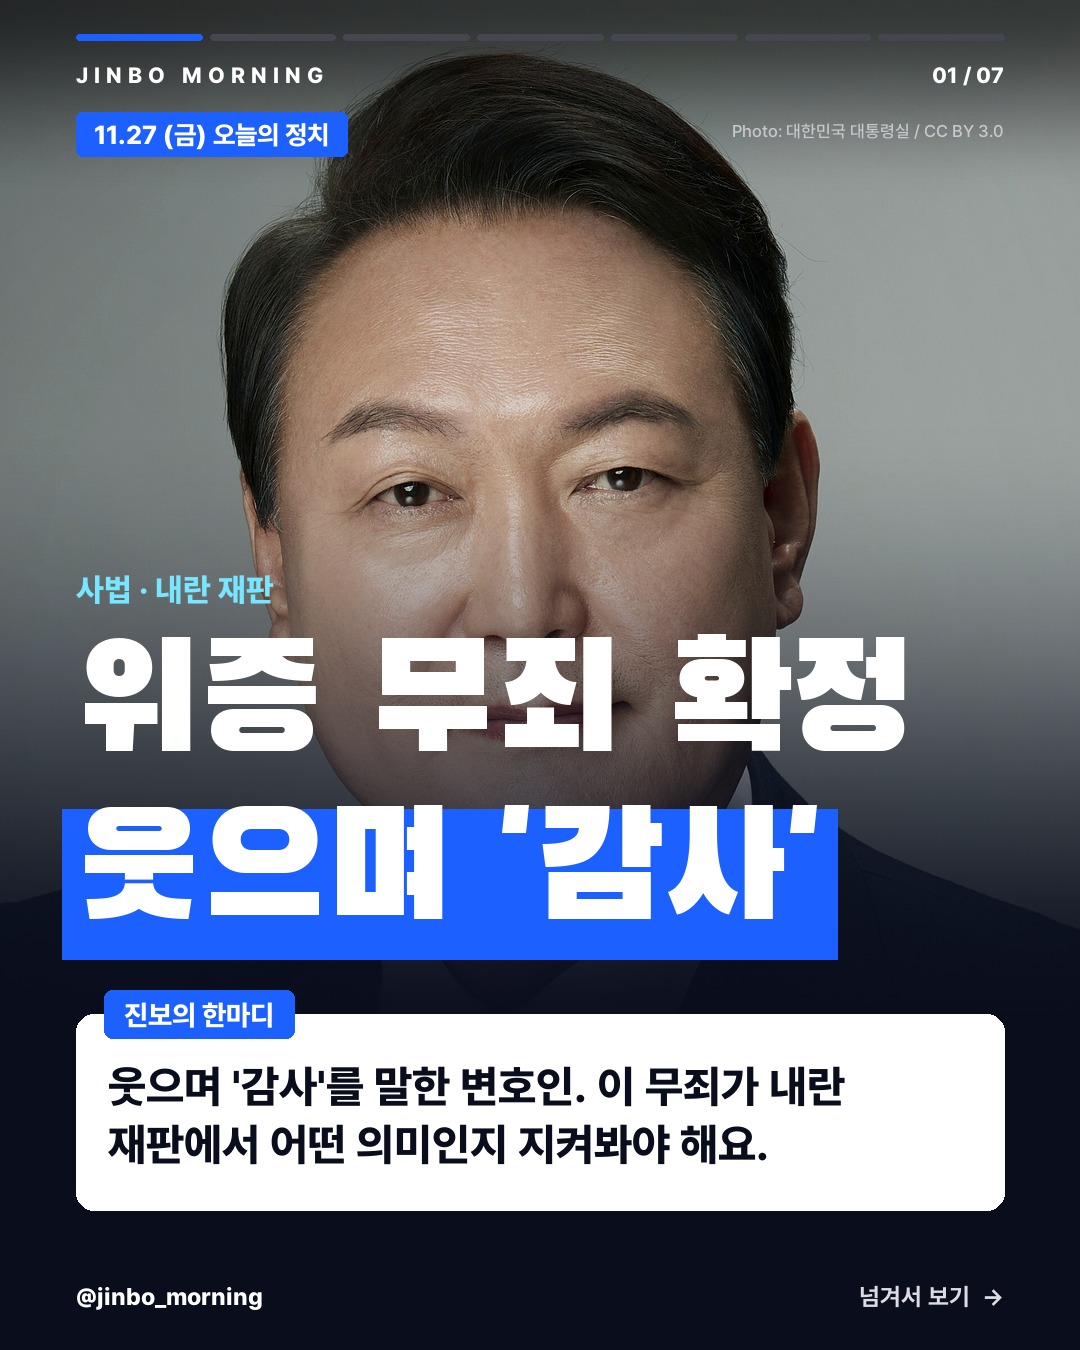 JINBO MORNING
01 / 07
11.27 (금) 오늘의 정치
Photo: 대한민국 대통령실 / CC BY 3.0
사법 · 내란 재판
위증 무죄 확정
웃으며 '감사'
진보의 한마디
웃으며 '감사'를 말한 변호인. 이 무죄가 내란
재판에서 어떤 의미인지 지켜봐야 해요.
@jinbo_morning
넘겨서 보기 →